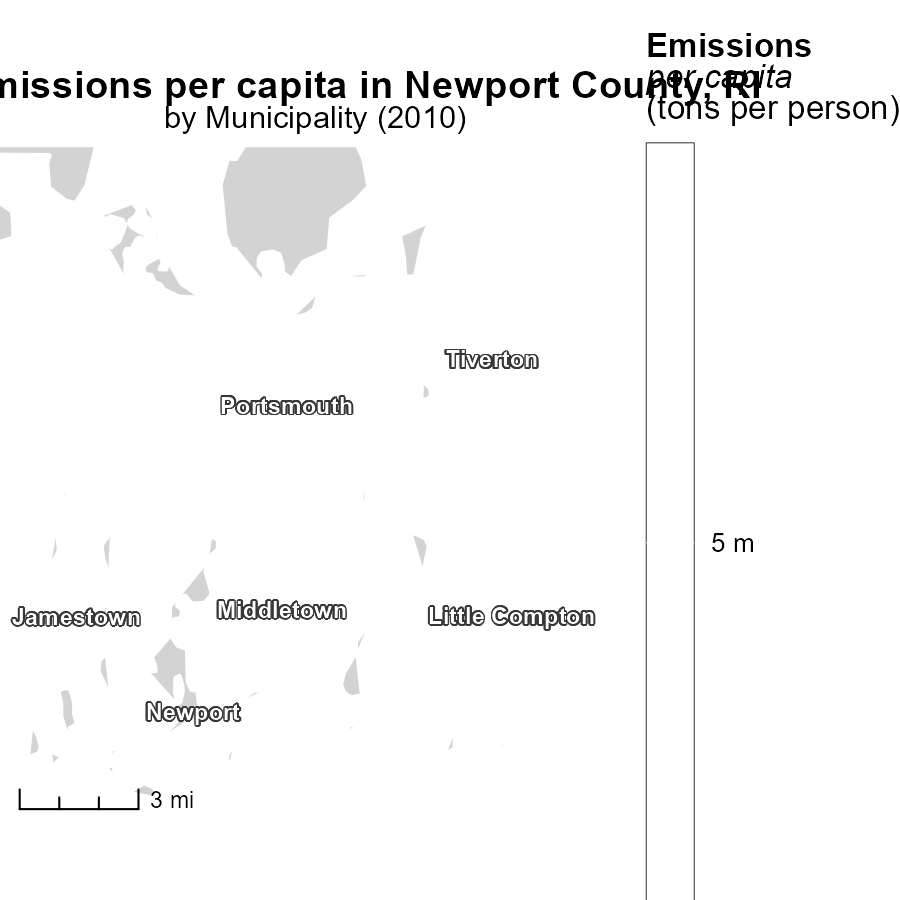 missions per capita in Newport County, RI
by Municipality (2010)
Emissions
per capita
(tons per person)
Tiverton
Portsmouth
5 m
Jamestown
Middletown
Little Compton
Newport
3 mi